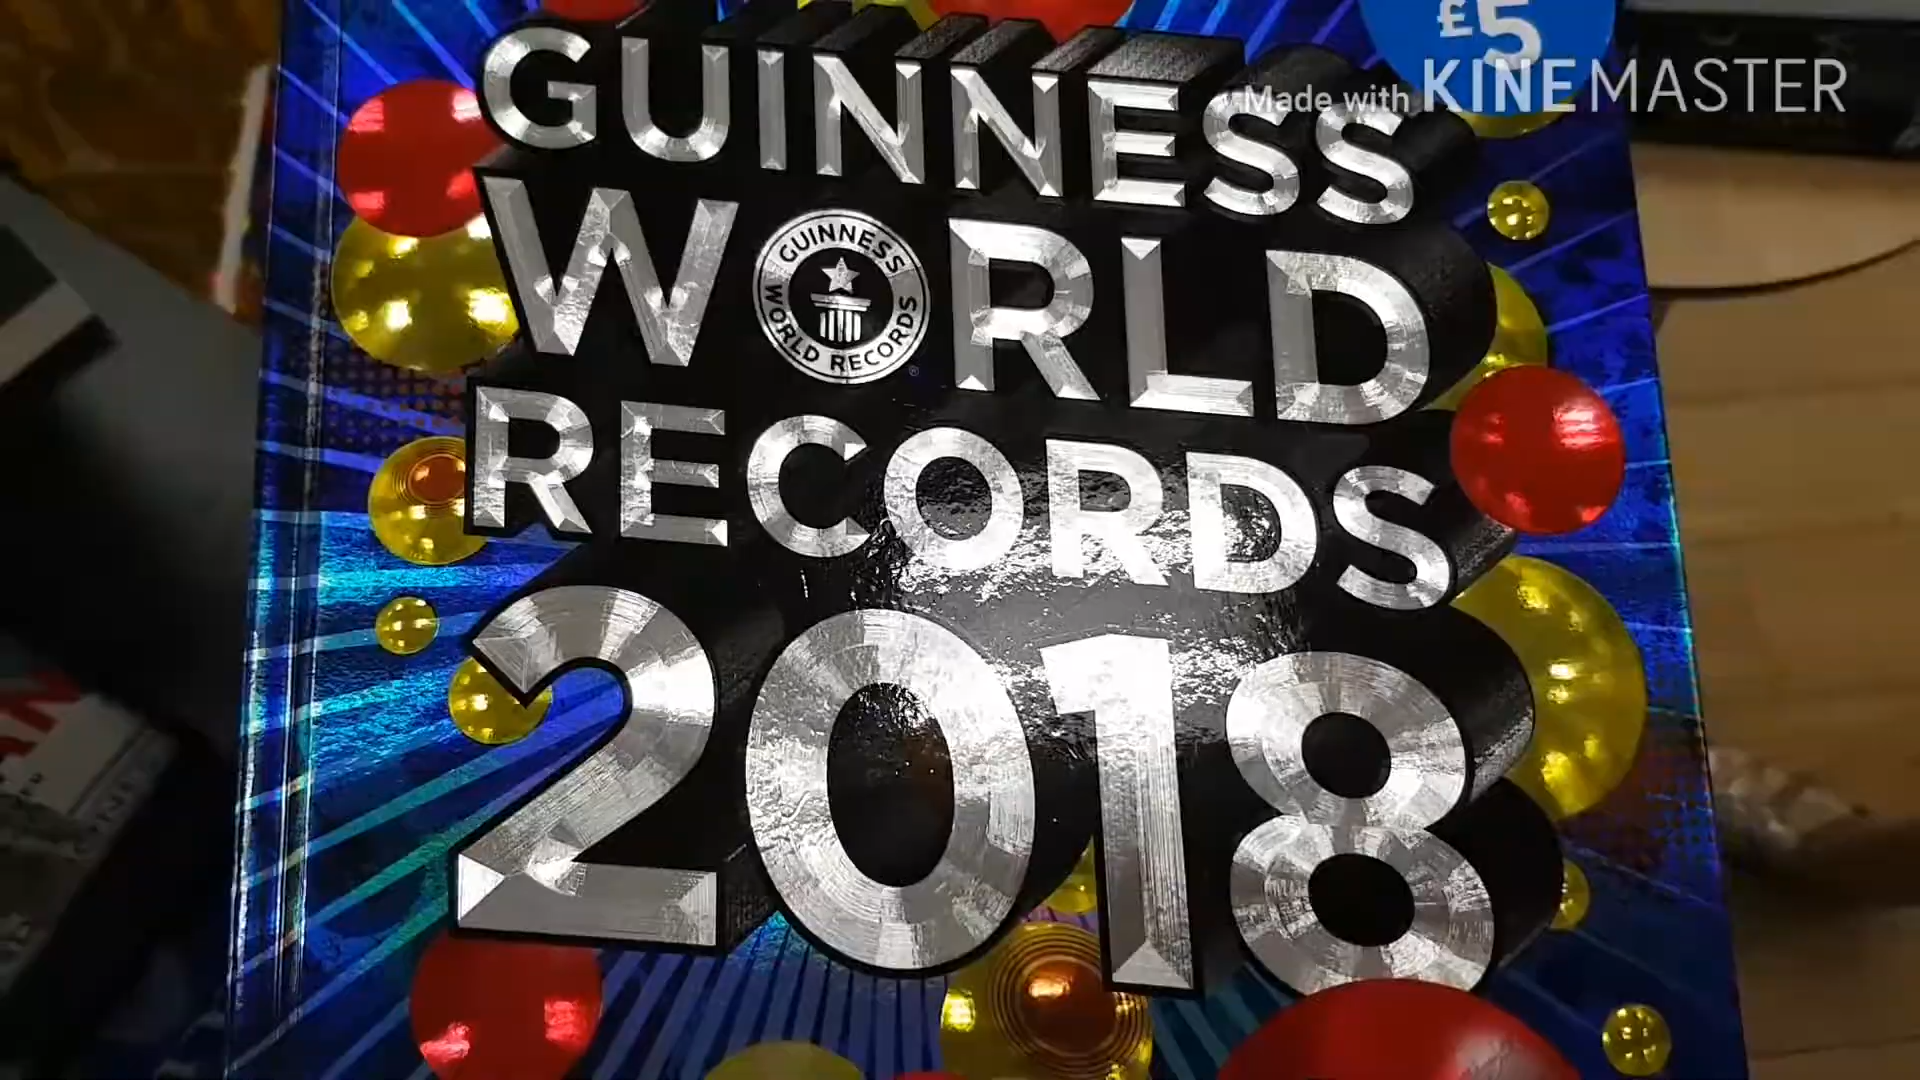 £5
Made with KINEMASTER
GUINNESS
WORLD
GUINNESS
WORLD RECORDS
®
RECORDS
2018